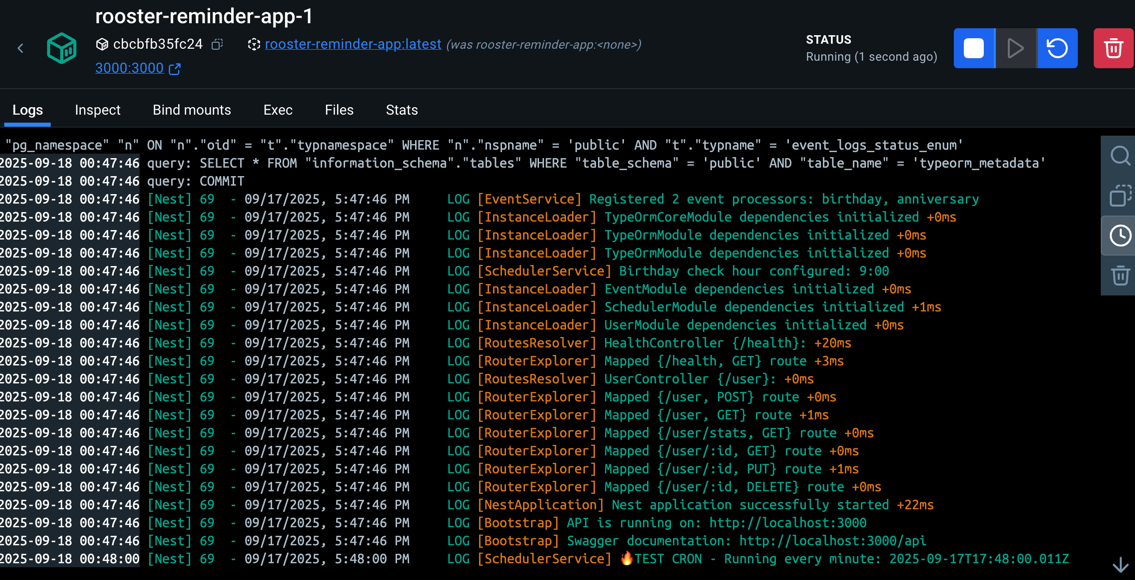 rooster-reminder-app-1
cbcbfb35fc24 rooster-reminder-app:latest (was rooster-reminder-app:<none>)
3000:3000
STATUS
Running (1 second ago)
Logs Inspect Bind mounts Exec Files Stats
"pg_namespace" "n" ON "n"."oid" = "t"."typnamespace" WHERE "n"."nspname" = 'public' AND "t"."typname" = 'event_logs_status_enum'
2025-09-18 00:47:46 query: SELECT * FROM "information_schema"."tables" WHERE "table_schema" = 'public' AND "table_name" = 'typeorm_metadata'
2025-09-18 00:47:46 query: COMMIT
2025-09-18 00:47:46 [Nest] 69 - 09/17/2025, 5:47:46 PM LOG [EventService] Registered 2 event processors: birthday, anniversary
2025-09-18 00:47:46 [Nest] 69 - 09/17/2025, 5:47:46 PM LOG [InstanceLoader] TypeOrmCoreModule dependencies initialized +0ms
2025-09-18 00:47:46 [Nest] 69 - 09/17/2025, 5:47:46 PM LOG [InstanceLoader] TypeOrmModule dependencies initialized +0ms
2025-09-18 00:47:46 [Nest] 69 - 09/17/2025, 5:47:46 PM LOG [InstanceLoader] TypeOrmModule dependencies initialized +0ms
2025-09-18 00:47:46 [Nest] 69 - 09/17/2025, 5:47:46 PM LOG [SchedulerService] Birthday check hour configured: 9:00
2025-09-18 00:47:46 [Nest] 69 - 09/17/2025, 5:47:46 PM LOG [InstanceLoader] EventModule dependencies initialized +0ms
2025-09-18 00:47:46 [Nest] 69 - 09/17/2025, 5:47:46 PM LOG [InstanceLoader] SchedulerModule dependencies initialized +1ms
2025-09-18 00:47:46 [Nest] 69 - 09/17/2025, 5:47:46 PM LOG [InstanceLoader] UserModule dependencies initialized +0ms
2025-09-18 00:47:46 [Nest] 69 - 09/17/2025, 5:47:46 PM LOG [RoutesResolver] HealthController {/health}: +20ms
2025-09-18 00:47:46 [Nest] 69 - 09/17/2025, 5:47:46 PM LOG [RouterExplorer] Mapped {/health, GET} route +3ms
2025-09-18 00:47:46 [Nest] 69 - 09/17/2025, 5:47:46 PM LOG [RoutesResolver] UserController {/user}: +0ms
2025-09-18 00:47:46 [Nest] 69 - 09/17/2025, 5:47:46 PM LOG [RouterExplorer] Mapped {/user, POST} route +0ms
2025-09-18 00:47:46 [Nest] 69 - 09/17/2025, 5:47:46 PM LOG [RouterExplorer] Mapped {/user, GET} route +1ms
2025-09-18 00:47:46 [Nest] 69 - 09/17/2025, 5:47:46 PM LOG [RouterExplorer] Mapped {/user/stats, GET} route +0ms
2025-09-18 00:47:46 [Nest] 69 - 09/17/2025, 5:47:46 PM LOG [RouterExplorer] Mapped {/user/:id, GET} route +0ms
2025-09-18 00:47:46 [Nest] 69 - 09/17/2025, 5:47:46 PM LOG [RouterExplorer] Mapped {/user/:id, PUT} route +1ms
2025-09-18 00:47:46 [Nest] 69 - 09/17/2025, 5:47:46 PM LOG [RouterExplorer] Mapped {/user/:id, DELETE} route +0ms
2025-09-18 00:47:46 [Nest] 69 - 09/17/2025, 5:47:46 PM LOG [NestApplication] Nest application successfully started +22ms
2025-09-18 00:47:46 [Nest] 69 - 09/17/2025, 5:47:46 PM LOG [Bootstrap] API is running on: http://localhost:3000
2025-09-18 00:47:46 [Nest] 69 - 09/17/2025, 5:47:46 PM LOG [Bootstrap] Swagger documentation: http://localhost:3000/api
2025-09-18 00:48:00 [Nest] 69 - 09/17/2025, 5:48:00 PM LOG [SchedulerService] 🔥TEST CRON - Running every minute: 2025-09-17T17:48:00.011Z